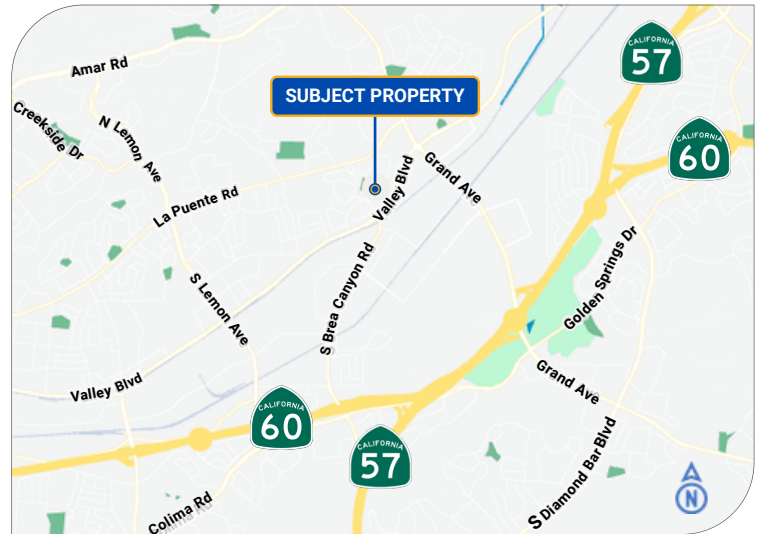 CALIFORNIA
57
Amar Rd
SUBJECT PROPERTY
Creekside Dr
N Lemon Ave
CALIFORNIA
60
Grand Ave
Valley Blvd
La Puente Rd
Golden Springs Dr
S Brea Canyon Rd
S Lemon Ave
Valley Blvd
Grand Ave
CALIFORNIA
60
CALIFORNIA
57
S Diamond Bar Blvd
Colima Rd
N